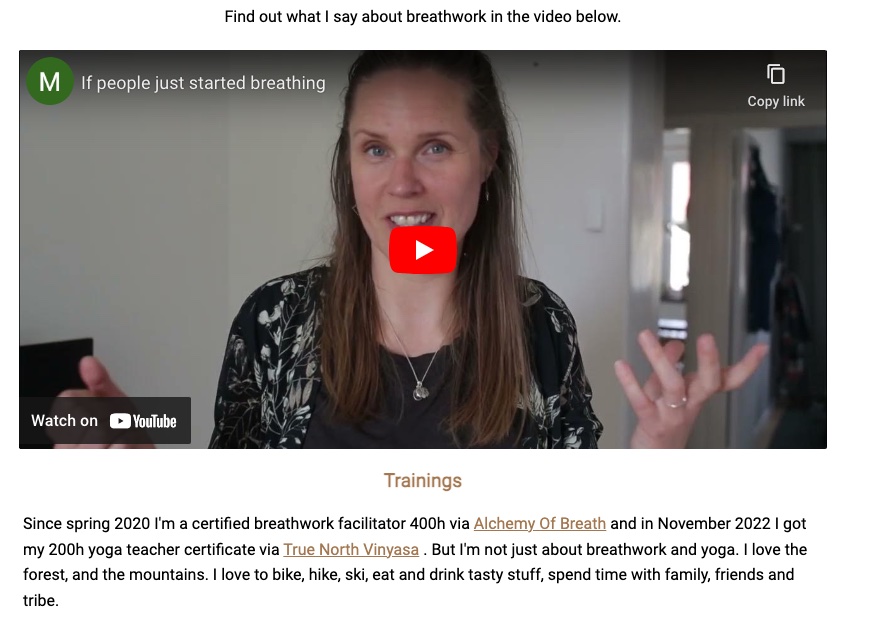 Find out what I say about breathwork in the video below.
M
If people just started breathing
Copy link
Watch on YouTube
Trainings
Since spring 2020 I'm a certified breathwork facilitator 400h via Alchemy Of Breath and in November 2022 I got
my 200h yoga teacher certificate via True North Vinyasa . But I'm not just about breathwork and yoga. I love the
forest, and the mountains. I love to bike, hike, ski, eat and drink tasty stuff, spend time with family, friends and
tribe.